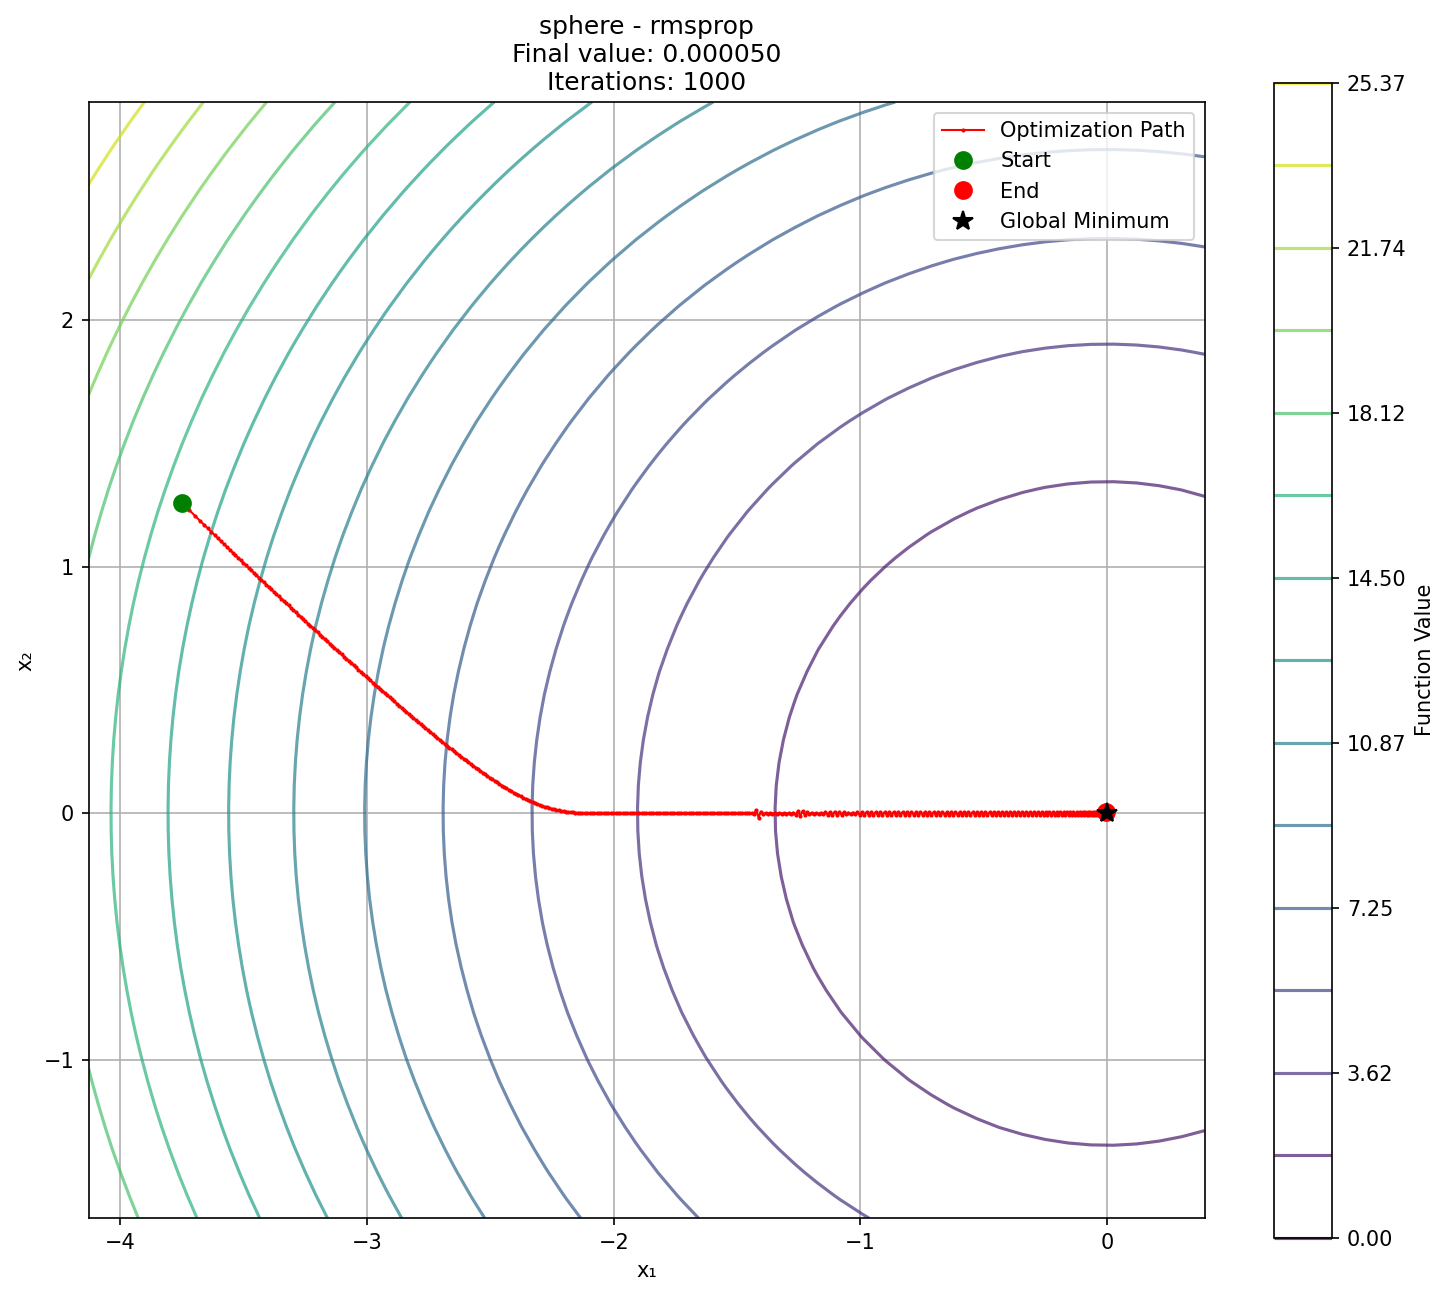 sphere - rmsprop
Final value: 0.000050
Iterations: 1000
Optimization Path
Start
End
Global Minimum
2
1
0
−1
x₂
−4
−3
−2
−1
0
x₁
25.37
21.74
18.12
14.50
10.87
7.25
3.62
0.00
Function Value